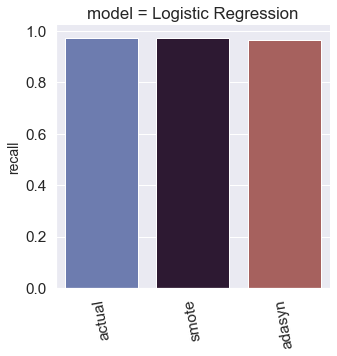 model = Logistic Regression
1.0
0.8
0.6
0.4
0.2
0.0
recall
actual
smote
adasyn